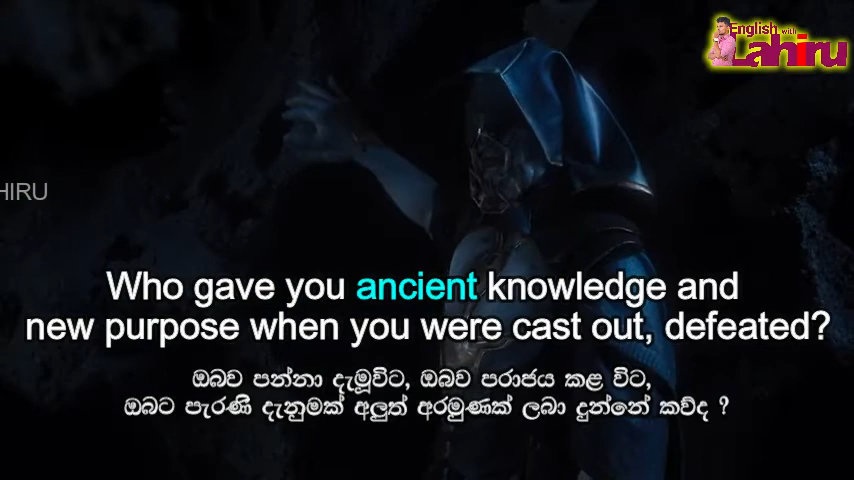 English with
Lahiru
HIRU
Who gave you ancient knowledge and
new purpose when you were cast out, defeated?
ඔබව පන්නා දැමූවිට, ඔබව පරාජය කළ විට,
ඔබට පැරණි දැනුමක් අලුත් අරමුණක් ලබා දුන්නේ කව්ද ?